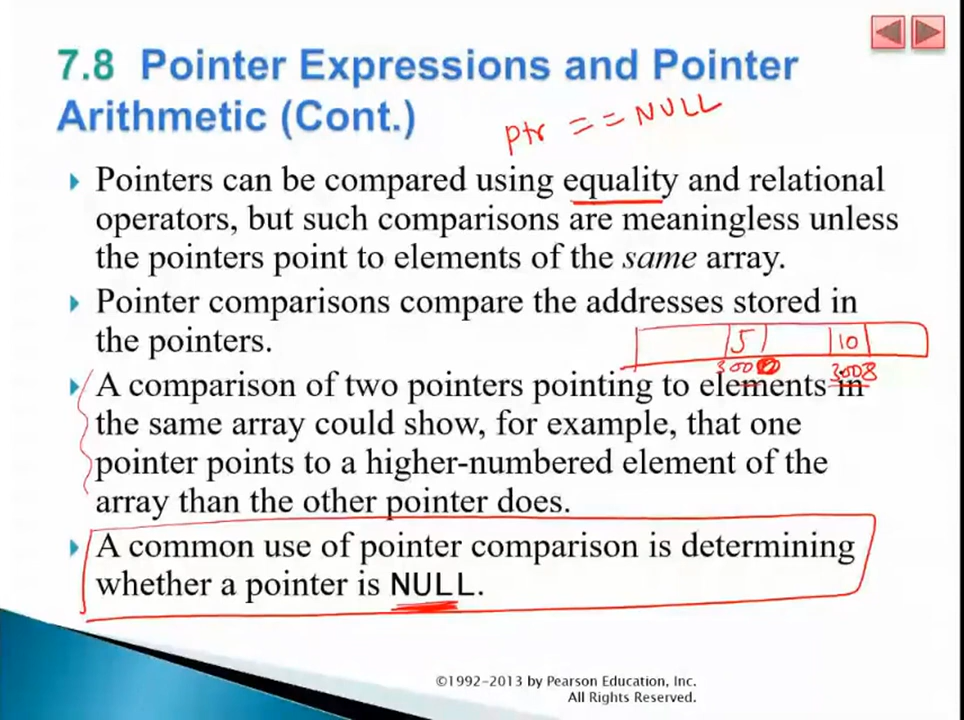 7.8 Pointer Expressions and Pointer
Arithmetic (Cont.)
ptr == NULL
Pointers can be compared using equality and relational
operators, but such comparisons are meaningless unless
the pointers point to elements of the same array.
Pointer comparisons compare the addresses stored in
the pointers.
5 10
3000 3008
A comparison of two pointers pointing to elements in
the same array could show, for example, that one
pointer points to a higher-numbered element of the
array than the other pointer does.
A common use of pointer comparison is determining
whether a pointer is NULL.
©1992-2013 by Pearson Education, Inc.
All Rights Reserved.